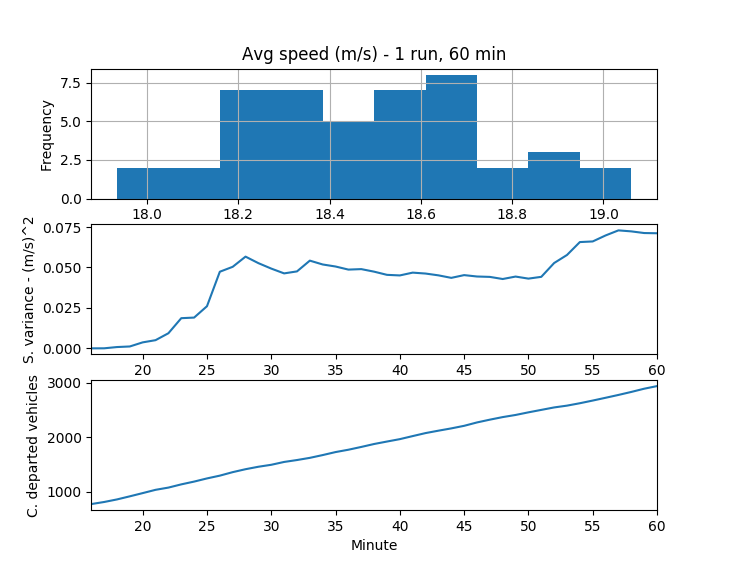 Avg speed (m/s) - 1 run, 60 min
Frequency
7.5
5.0
2.5
0.0
18.0 18.2 18.4 18.6 18.8 19.0
S. variance - (m/s)^2
0.075
0.050
0.025
0.000
20 25 30 35 40 45 50 55 60
C. departed vehicles
3000
2000
1000
20 25 30 35 40 45 50 55 60
Minute